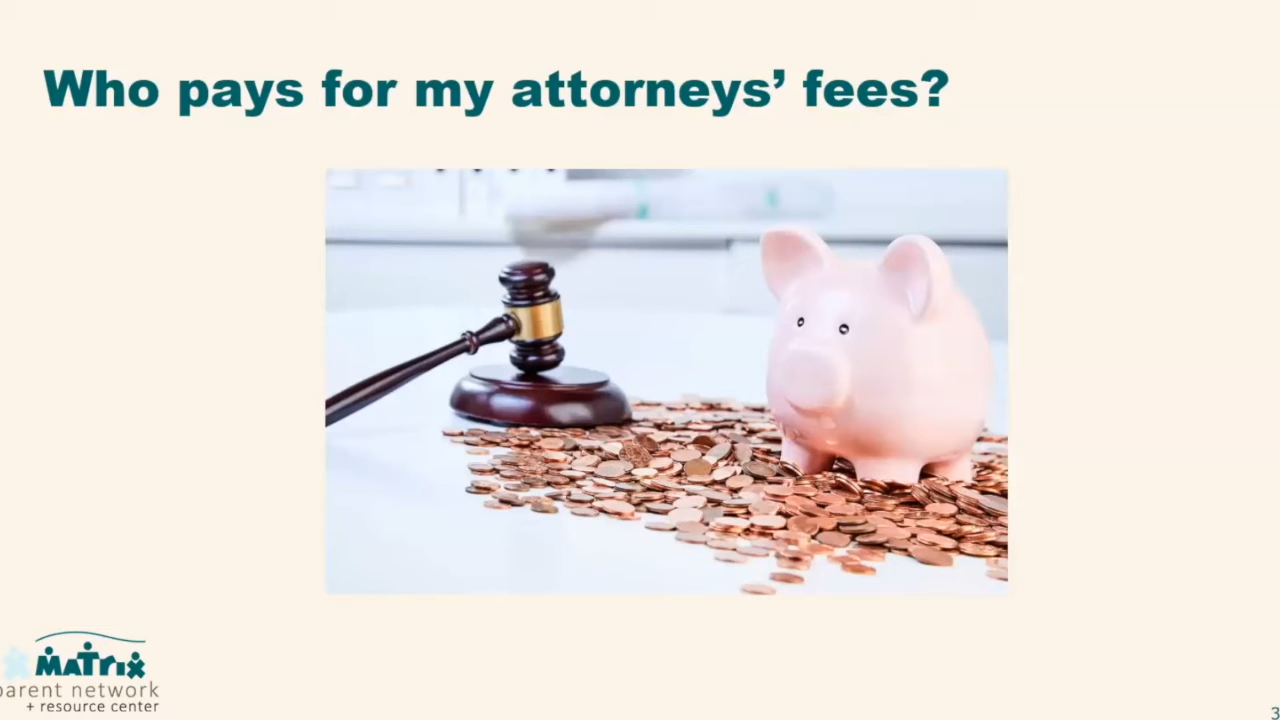 Who pays for my attorneys’ fees?
MATrix
parent network
+ resource center
3